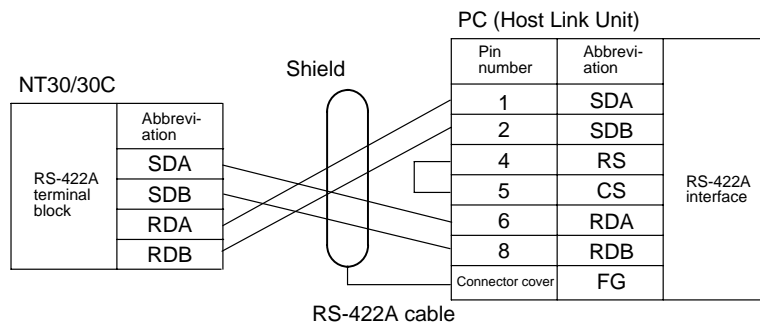 PC (Host Link Unit)
NT30/30C
Shield
Pin
number
Abbrevi-
ation
1 SDA
2 SDB
4 RS
5 CS
6 RDA
8 RDB
Connector cover FG
RS-422A
interface
Abbrevi-
ation
RS-422A
terminal
block
SDA
SDB
RDA
RDB
RS-422A cable